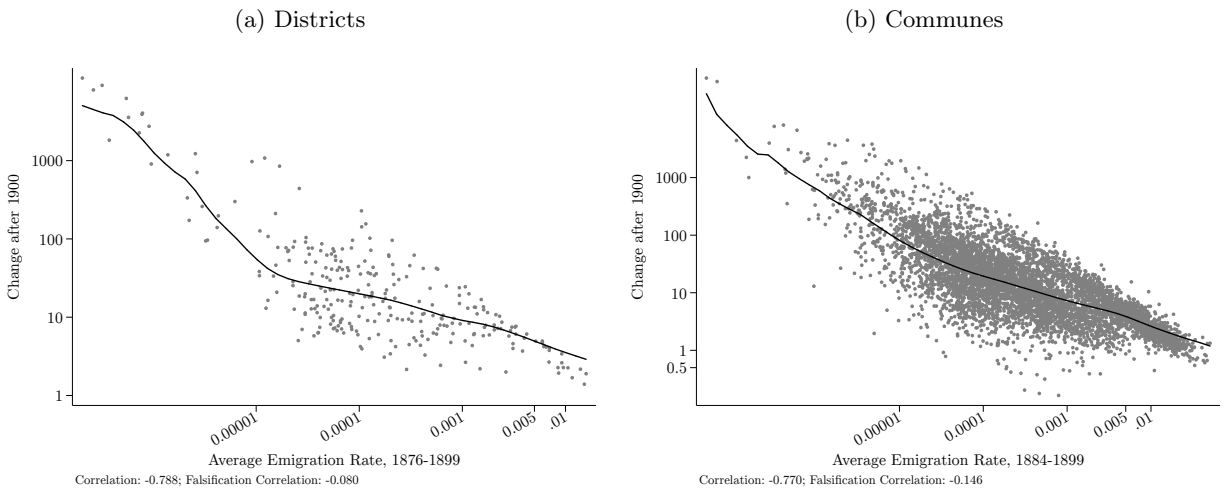 (a) Districts
Change after 1900
1000
100
10
1
0.00001
0.0001
0.001
0.005
.01
Average Emigration Rate, 1876-1899
Correlation: -0.788; Falsification Correlation: -0.080
(b) Communes
Change after 1900
1000
100
10
1
0.5
0.00001
0.0001
0.001
0.005
.01
Average Emigration Rate, 1884-1899
Correlation: -0.770; Falsification Correlation: -0.146